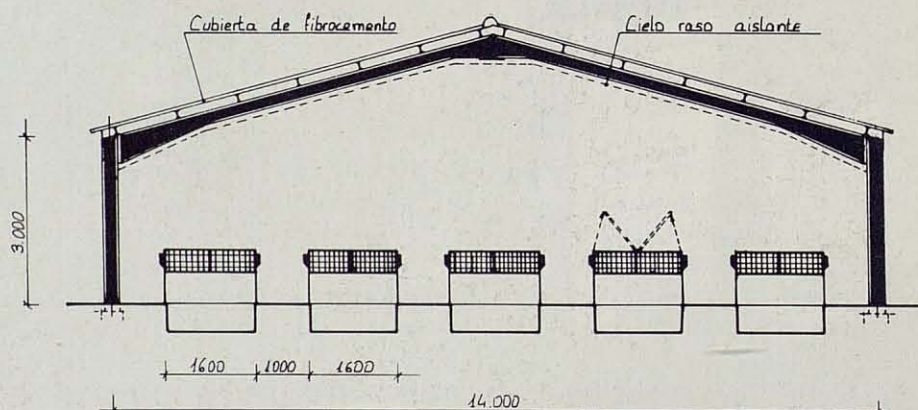 Cubierta de fibrocemento
Cielo raso aislante
3.000
1600
1000
1600
14.000